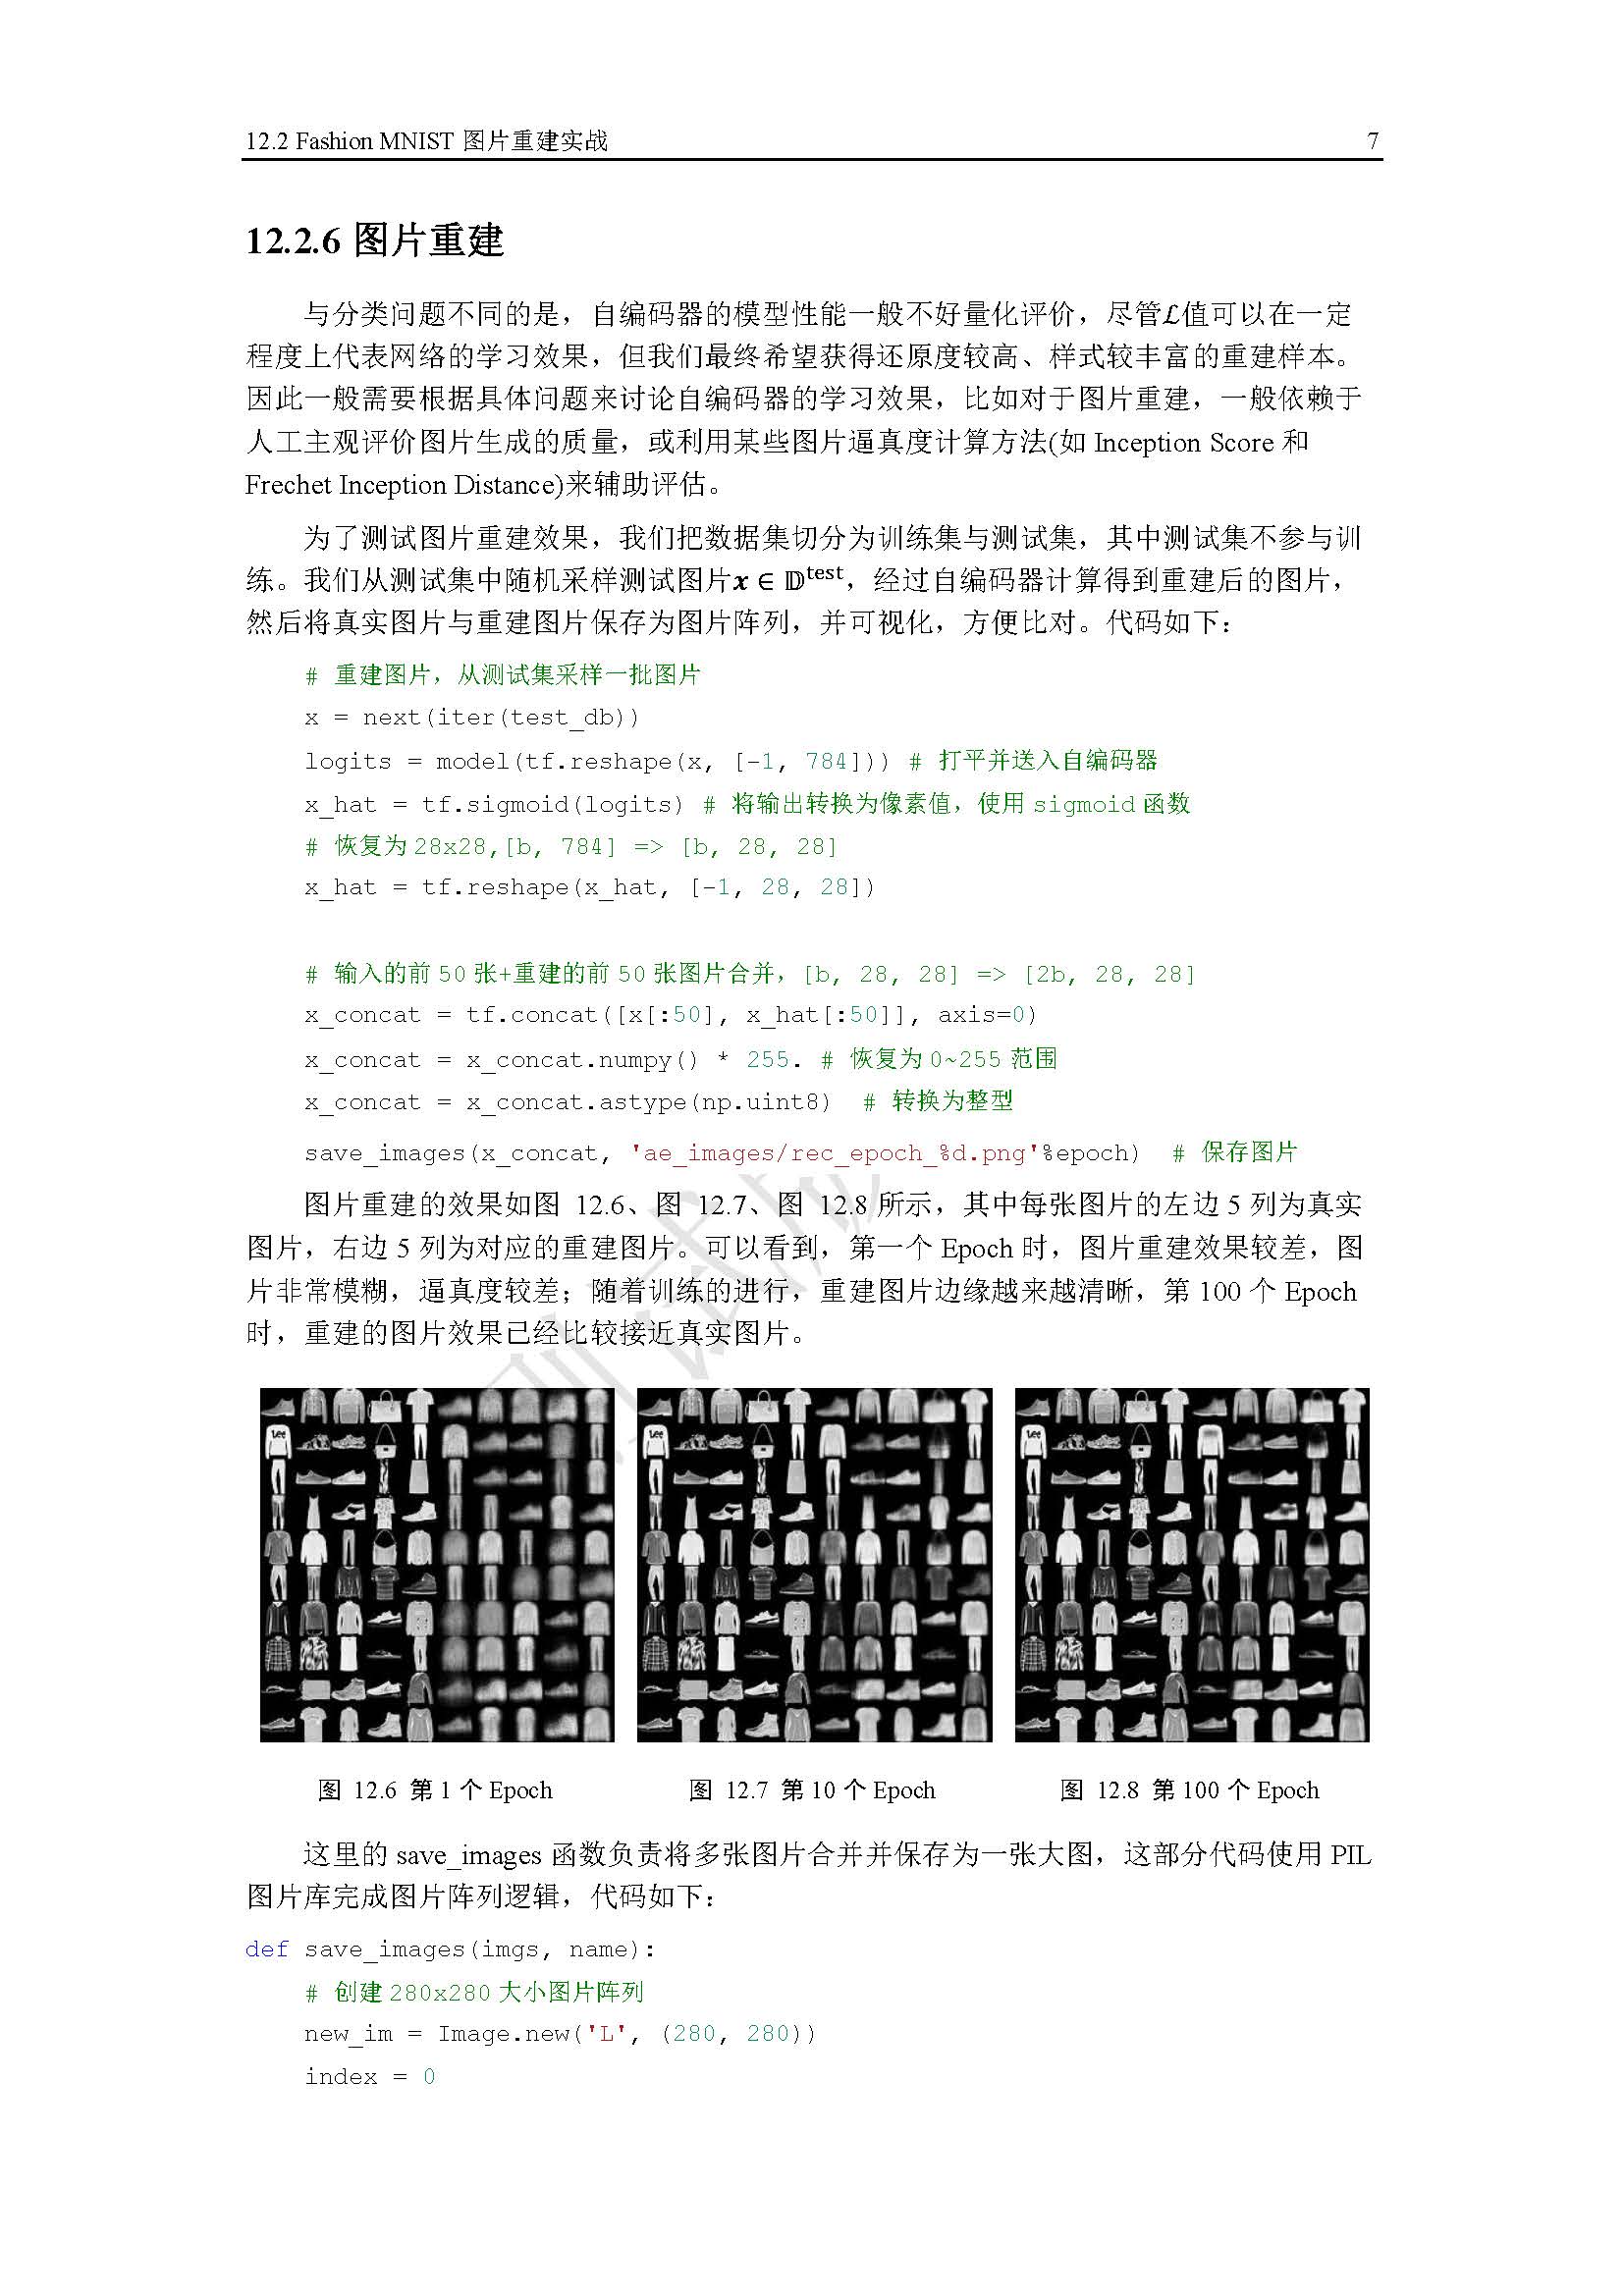 12.2 Fashion MNIST 图片重建实战 7
12.2.6 图片重建
与分类问题不同的是，自编码器的模型性能一般不好量化评价，尽管ℒ值可以在一定
程度上代表网络的学习效果，但我们最终希望获得还原度较高、样式较丰富的重建样本。
因此一般需要根据具体问题来讨论自编码器的学习效果，比如对于图片重建，一般依赖于
人工主观评价图片生成的质量，或利用某些图片逼真度计算方法(如 Inception Score 和
Frechet Inception Distance)来辅助评估。
为了测试图片重建效果，我们把数据集切分为训练集与测试集，其中测试集不参与训
练。我们从测试集中随机采样测试图片𝒙 ∈ 𝔻^test，经过自编码器计算得到重建后的图片，
然后将真实图片与重建图片保存为图片阵列，并可视化，方便比对。代码如下：
# 重建图片，从测试集采样一批图片
x = next(iter(test_db))
logits = model(tf.reshape(x, [-1, 784])) # 打平并送入自编码器
x_hat = tf.sigmoid(logits) # 将输出转换为像素值，使用 sigmoid 函数
# 恢复为 28x28,[b, 784] => [b, 28, 28]
x_hat = tf.reshape(x_hat, [-1, 28, 28])
# 输入的前 50 张+重建的前 50 张图片合并，[b, 28, 28] => [2b, 28, 28]
x_concat = tf.concat([x[:50], x_hat[:50]], axis=0)
x_concat = x_concat.numpy() * 255. # 恢复为 0~255 范围
x_concat = x_concat.astype(np.uint8) # 转换为整型
save_images(x_concat, 'ae_images/rec_epoch_%d.png'%epoch) # 保存图片
图片重建的效果如图 12.6、图 12.7、图 12.8 所示，其中每张图片的左边 5 列为真实
图片，右边 5 列为对应的重建图片。可以看到，第一个 Epoch 时，图片重建效果较差，图
片非常模糊，逼真度较差；随着训练的进行，重建图片边缘越来越清晰，第 100 个 Epoch
时，重建的图片效果已经比较接近真实图片。
Lee Lee Lee
图 12.6 第 1 个 Epoch 图 12.7 第 10 个 Epoch 图 12.8 第 100 个 Epoch
这里的 save_images 函数负责将多张图片合并并保存为一张大图，这部分代码使用 PIL
图片库完成图片阵列逻辑，代码如下：
def save_images(imgs, name):
# 创建 280x280 大小图片阵列
new_im = Image.new('L', (280, 280))
index = 0